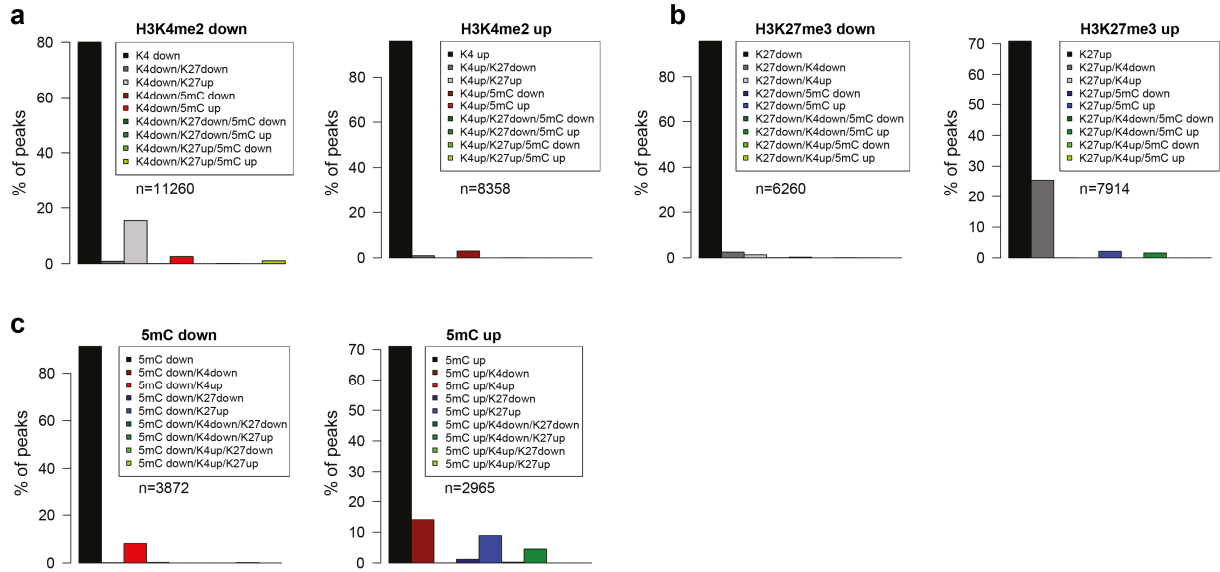 a
H3K4me2 down
% of peaks
80
60
40
20
0
K4 down
K4down/K27down
K4down/K27up
K4down/5mC down
K4down/5mC up
K4down/K27down/5mC down
K4down/K27down/5mC up
K4down/K27up/5mC down
K4down/K27up/5mC up
n=11260
H3K4me2 up
% of peaks
80
60
40
20
0
K4 up
K4up/K27down
K4up/K27up
K4up/5mC down
K4up/5mC up
K4up/K27down/5mC down
K4up/K27down/5mC up
K4up/K27up/5mC down
K4up/K27up/5mC up
n=8358
b
H3K27me3 down
% of peaks
80
60
40
20
0
K27down
K27down/K4down
K27down/K4up
K27down/5mC down
K27down/5mC up
K27down/K4down/5mC down
K27down/K4down/5mC up
K27down/K4up/5mC down
K27down/K4up/5mC up
n=6260
H3K27me3 up
% of peaks
70
60
50
40
30
20
10
0
K27up
K27up/K4down
K27up/K4up
K27up/5mC down
K27up/5mC up
K27up/K4down/5mC down
K27up/K4down/5mC up
K27up/K4up/5mC down
K27up/K4up/5mC up
n=7914
c
5mC down
% of peaks
80
60
40
20
0
5mC down
5mC down/K4down
5mC down/K4up
5mC down/K27down
5mC down/K27up
5mC down/K4down/K27down
5mC down/K4down/K27up
5mC down/K4up/K27down
5mC down/K4up/K27up
n=3872
5mC up
% of peaks
70
60
50
40
30
20
10
0
5mC up
5mC up/K4down
5mC up/K4up
5mC up/K27down
5mC up/K27up
5mC up/K4down/K27down
5mC up/K4down/K27up
5mC up/K4up/K27down
5mC up/K4up/K27up
n=2965